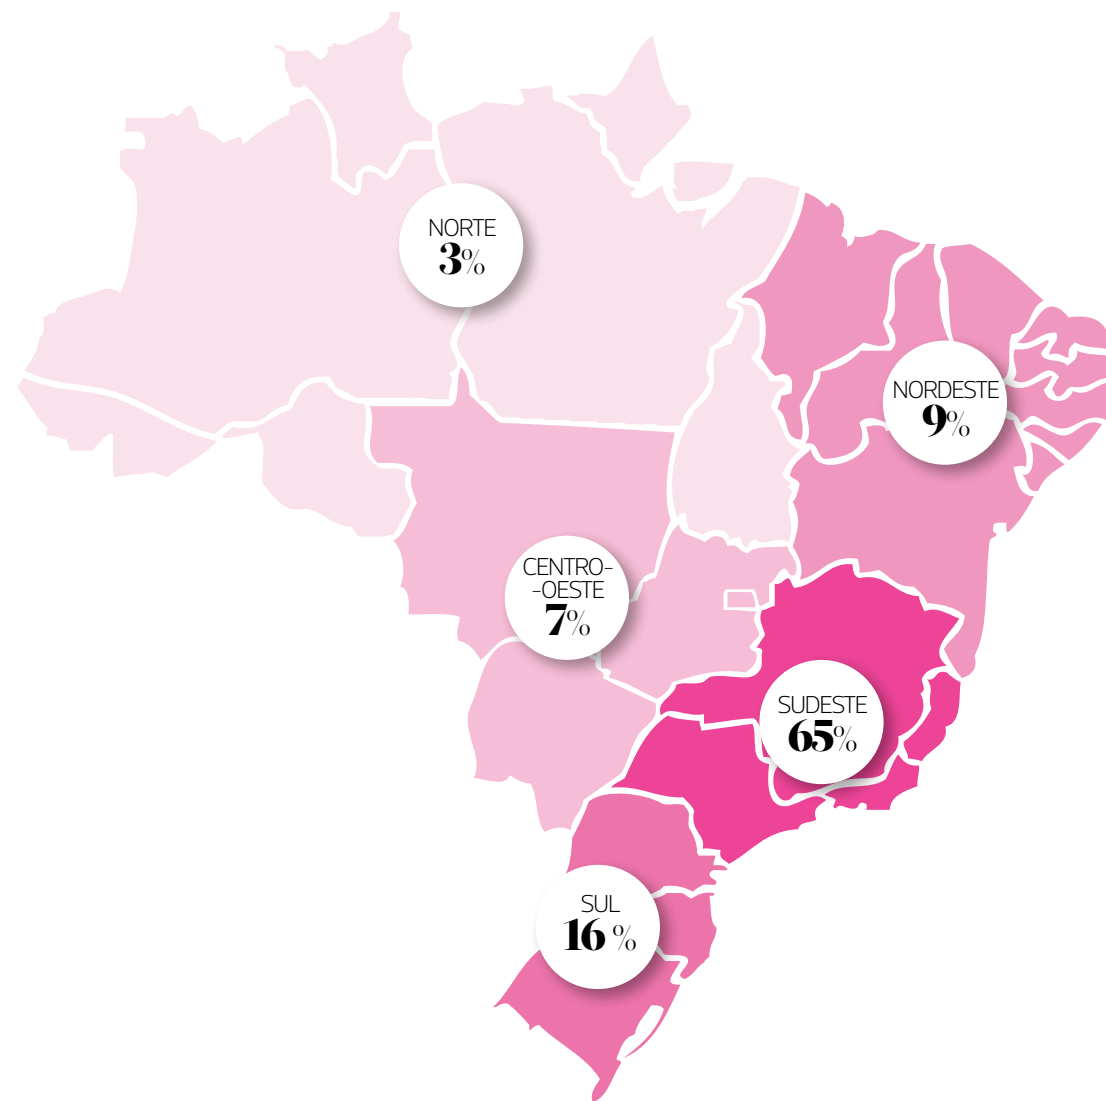 NORTE
3%
NORDESTE
9%
CENTRO-
-OESTE
7%
SUDESTE
65%
SUL
16 %